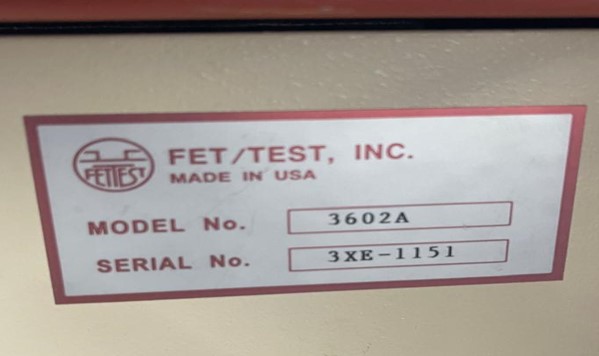 FETTEST
FET/TEST, INC.
MADE IN USA
MODEL No. 3602A
SERIAL No. 3XE-1151